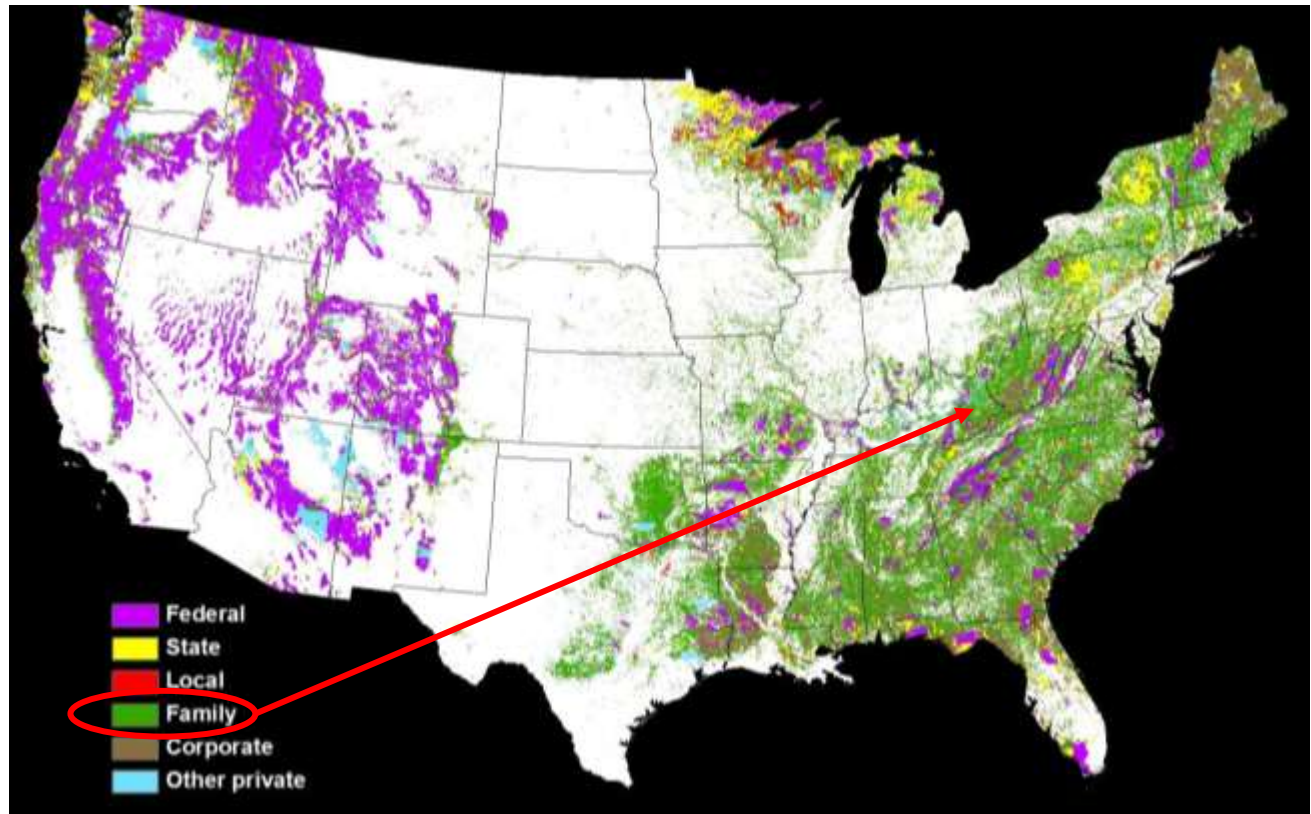 Federal
State
Local
Family
Corporate
Other private